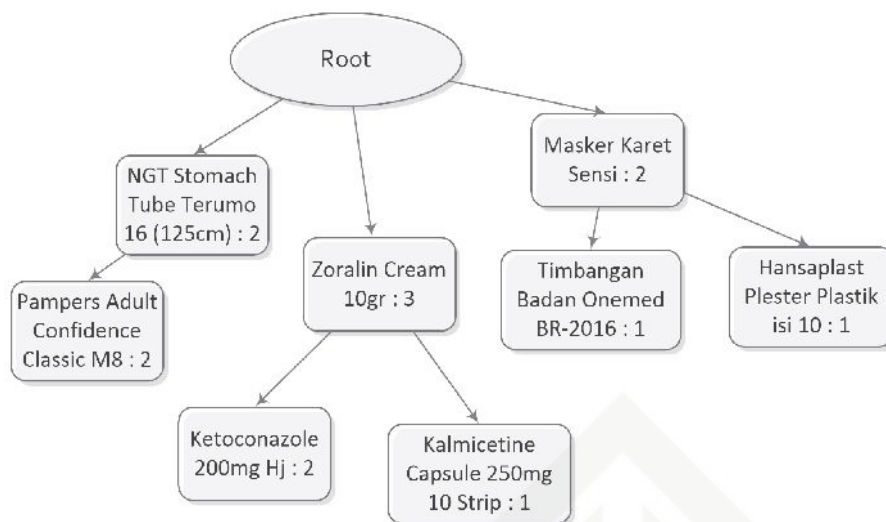 Root
NGT Stomach
Tube Terumo
16 (125cm) : 2
Masker Karet
Sensi : 2
Pampers Adult
Confidence
Classic M8 : 2
Zoralin Cream
10gr : 3
Timbangan
Badan Onemed
BR-2016 : 1
Hansaplast
Plester Plastik
isi 10 : 1
Ketoconazole
200mg Hj : 2
Kalmicetine
Capsule 250mg
10 Strip : 1